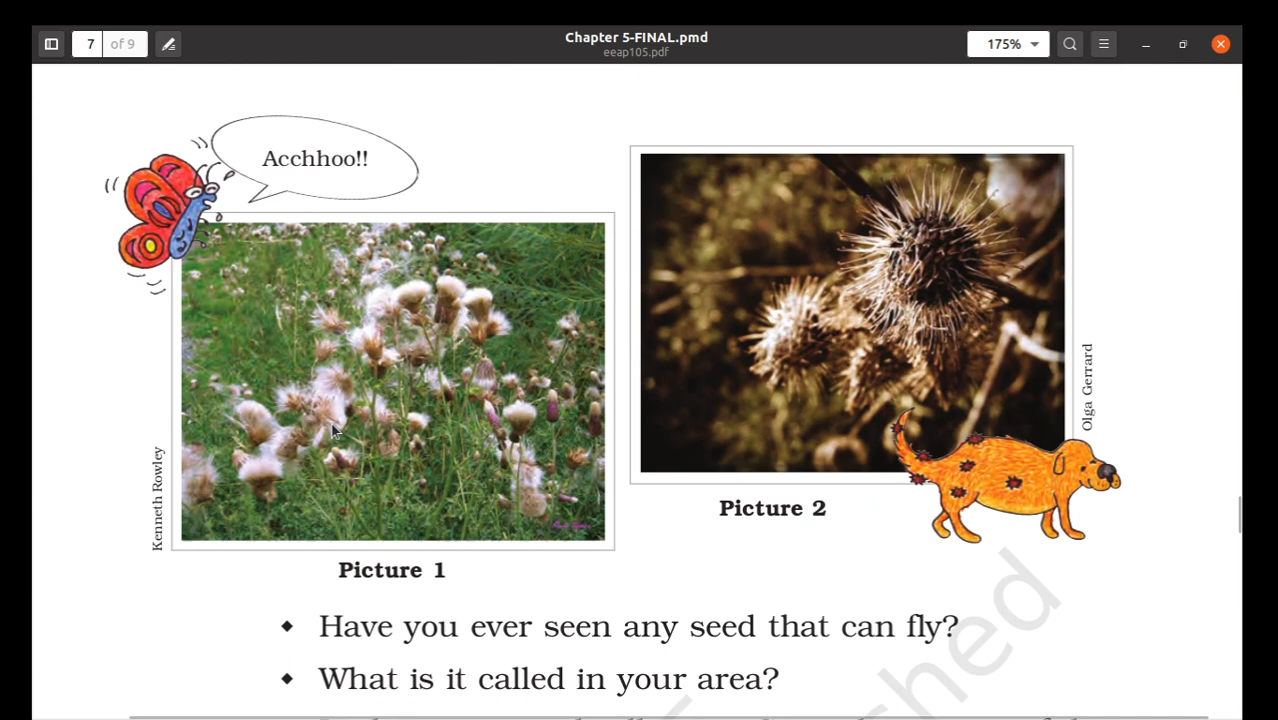 7 of 9
Chapter 5-FINAL.pmd
eeap105.pdf
175%
Acchhoo!!
Kenneth Rowley
Picture 1
Olga Gerrard
Picture 2
◆ Have you ever seen any seed that can fly?
◆ What is it called in your area?